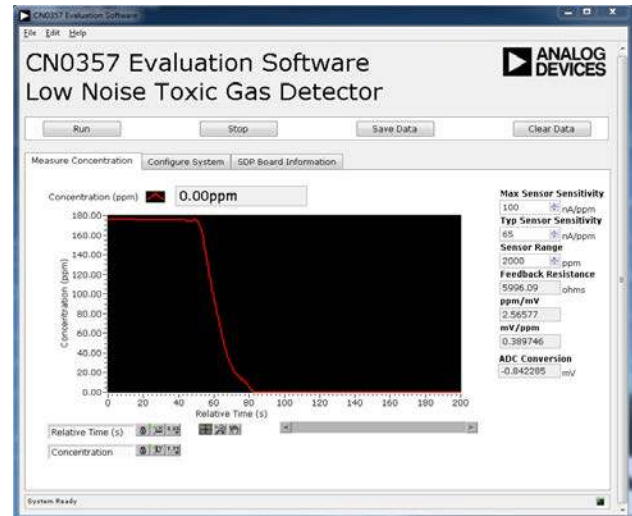 CN0357 Evaluation Software
File Edit Help
CN0357 Evaluation Software
Low Noise Toxic Gas Detector
ANALOG
DEVICES
Run Stop Save Data Clear Data
Measure Concentration Configure System SDP Board Information
Concentration (ppm) 0.00ppm
Max Sensor Sensitivity
100 nA/ppm
Typ Sensor Sensitivity
65 nA/ppm
Sensor Range
2000 ppm
Feedback Resistance
5996.09 ohms
ppm/mV
2.56577
mV/ppm
0.389746
ADC Conversion
-0.842285 mV
Concentration (ppm)
180.00
160.00
140.00
120.00
100.00
80.00
60.00
40.00
20.00
0.00
0 20 40 60 80 100 120 140 160 180 200
Relative Time (s)
Relative Time (s)
Concentration
System Ready